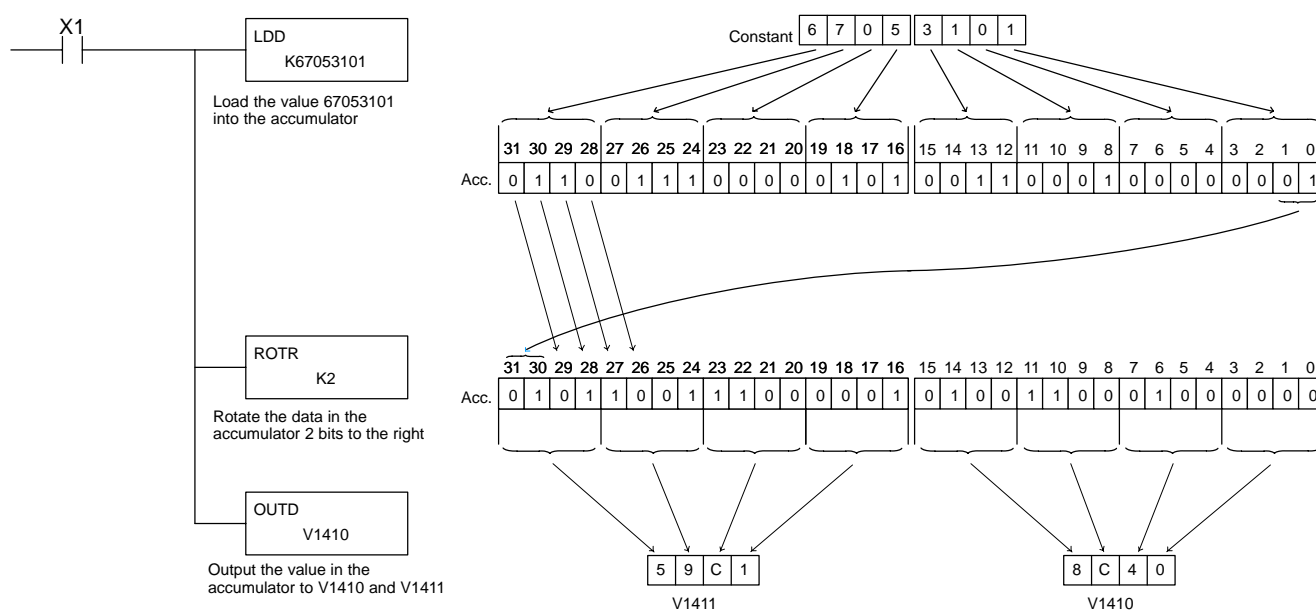 X1
LDD
K67053101
Load the value 67053101
into the accumulator
Constant 6 7 0 5 3 1 0 1
31 30 29 28 27 26 25 24 23 22 21 20 19 18 17 16 15 14 13 12 11 10 9 8 7 6 5 4 3 2 1 0
Acc. 0 1 1 0 0 1 1 1 0 0 0 0 0 1 0 1 0 0 1 1 0 0 0 1 0 0 0 0 0 0 0 1
ROTR
K2
Rotate the data in the
accumulator 2 bits to the right
31 30 29 28 27 26 25 24 23 22 21 20 19 18 17 16 15 14 13 12 11 10 9 8 7 6 5 4 3 2 1 0
Acc. 0 1 0 1 1 0 0 1 1 1 0 0 0 0 0 1 0 1 0 0 1 1 0 0 0 1 0 0 0 0 0 0
OUTD
V1410
Output the value in the
accumulator to V1410 and V1411
5 9 C 1
V1411
8 C 4 0
V1410